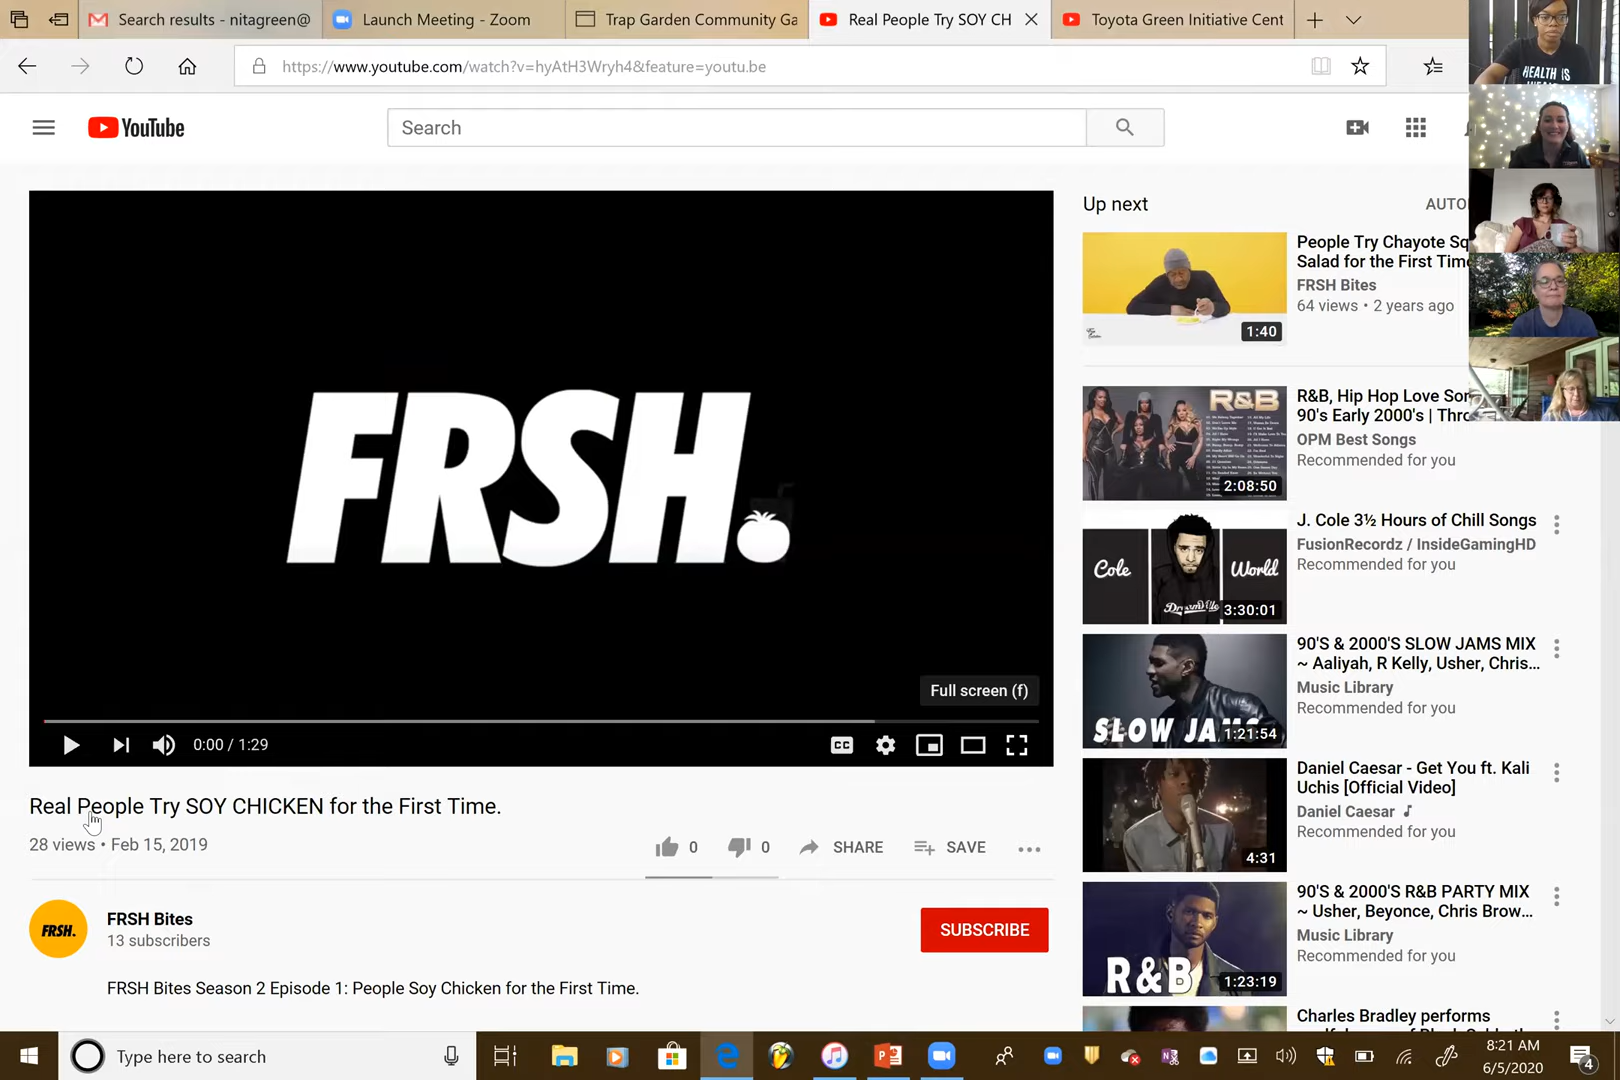 Search results - nitagreen@
Launch Meeting - Zoom
Trap Garden Community Ga
Real People Try SOY CH
Toyota Green Initiative Cent
https://www.youtube.com/watch?v=hyAtH3Wryh4&feature=youtu.be
HEALTH IS
YouTube
Search
FRSH.
Full screen (f)
CC
0:00 / 1:29
Real People Try SOY CHICKEN for the First Time.
28 views • Feb 15, 2019
0
0
SHARE
SAVE
FRSH.
FRSH Bites
13 subscribers
SUBSCRIBE
FRSH Bites Season 2 Episode 1: People Soy Chicken for the First Time.
Up next
AUTO
1:40
People Try Chayote Sq
Salad for the First Time
FRSH Bites
64 views • 2 years ago
R&B
2:08:50
R&B, Hip Hop Love Son
90's Early 2000's | Thro
OPM Best Songs
Recommended for you
Cole
World
3:30:01
J. Cole 3½ Hours of Chill Songs
FusionRecordz / InsideGamingHD
Recommended for you
SLOW JAMS
1:21:54
90'S & 2000'S SLOW JAMS MIX
~ Aaliyah, R Kelly, Usher, Chris...
Music Library
Recommended for you
4:31
Daniel Caesar - Get You ft. Kali
Uchis [Official Video]
Daniel Caesar
Recommended for you
R&B
1:23:19
90'S & 2000'S R&B PARTY MIX
~ Usher, Beyonce, Chris Brow...
Music Library
Recommended for you
Charles Bradley performs
Type here to search
8:21 AM
6/5/2020
4